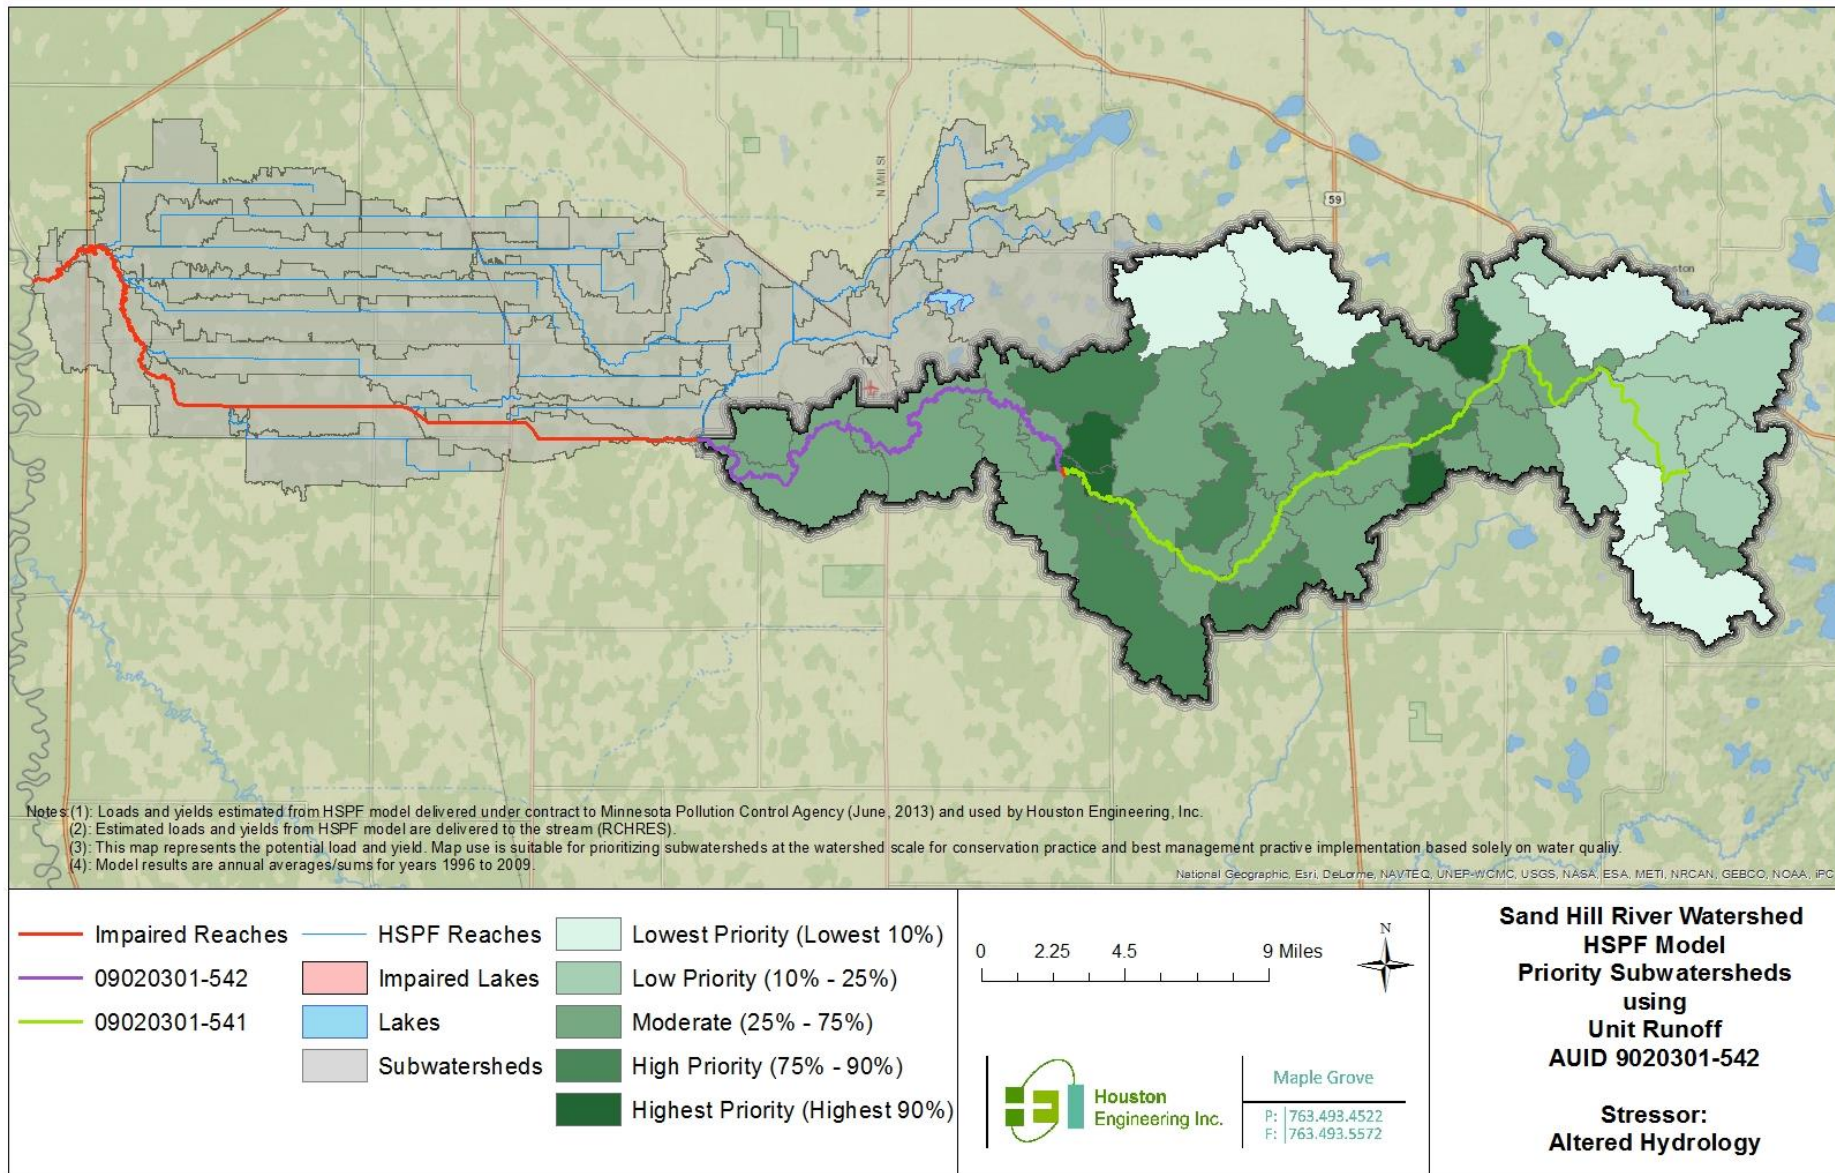 N Mill St
59
102
Notes:(1): Loads and yields estimated from HSPF model delivered under contract to Minnesota Pollution Control Agency (June, 2013) and used by Houston Engineering, Inc.
(2): Estimated loads and yields from HSPF model are delivered to the stream (RCHRES).
(3): This map represents the potential load and yield. Map use is suitable for prioritizing subwatersheds at the watershed scale for conservation practice and best management practive implementation based solely on water qualiy.
(4): Model results are annual averages/sums for years 1996 to 2009.
National Geographic, Esri, DeLorme, NAVTEQ, UNEP-WCMC, USGS, NASA, ESA, METI, NRCAN, GEBCO, NOAA, iPC
Impaired Reaches
09020301-542
09020301-541
HSPF Reaches
Impaired Lakes
Lakes
Subwatersheds
Lowest Priority (Lowest 10%)
Low Priority (10% - 25%)
Moderate (25% - 75%)
High Priority (75% - 90%)
Highest Priority (Highest 90%)
0 2.25 4.5 9 Miles
N
Houston
Engineering Inc.
Maple Grove
P: 763.493.4522
F: 763.493.5572
Sand Hill River Watershed
HSPF Model
Priority Subwatersheds
using
Unit Runoff
AUID 9020301-542
Stressor:
Altered Hydrology